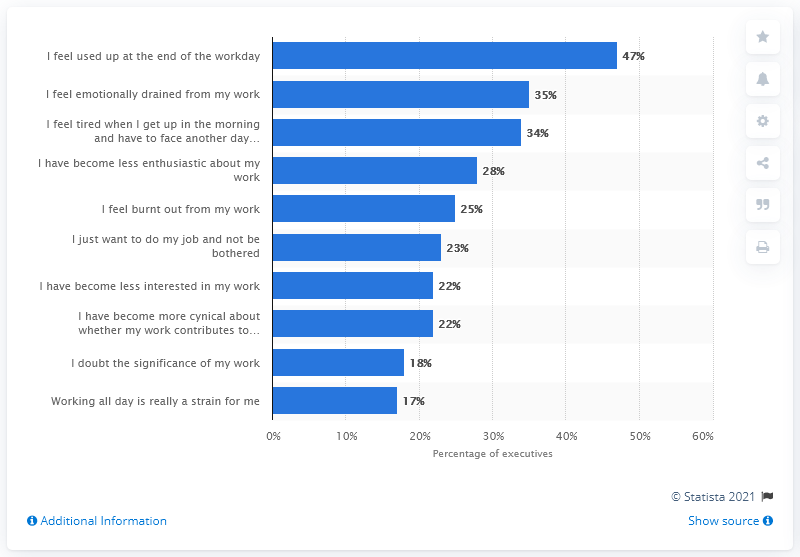 I feel used up at the end of the workday
47%
I feel emotionally drained from my work
35%
I feel tired when I get up in the morning
and have to face another day...
34%
I have become less enthusiastic about my
work
28%
I feel burnt out from my work
25%
I just want to do my job and not be
bothered
23%
I have become less interested in my work
22%
I have become more cynical about
whether my work contributes to...
22%
I doubt the significance of my work
18%
Working all day is really a strain for me
17%
0% 10% 20% 30% 40% 50% 60%
Percentage of executives
© Statista 2021
Additional Information
Show source